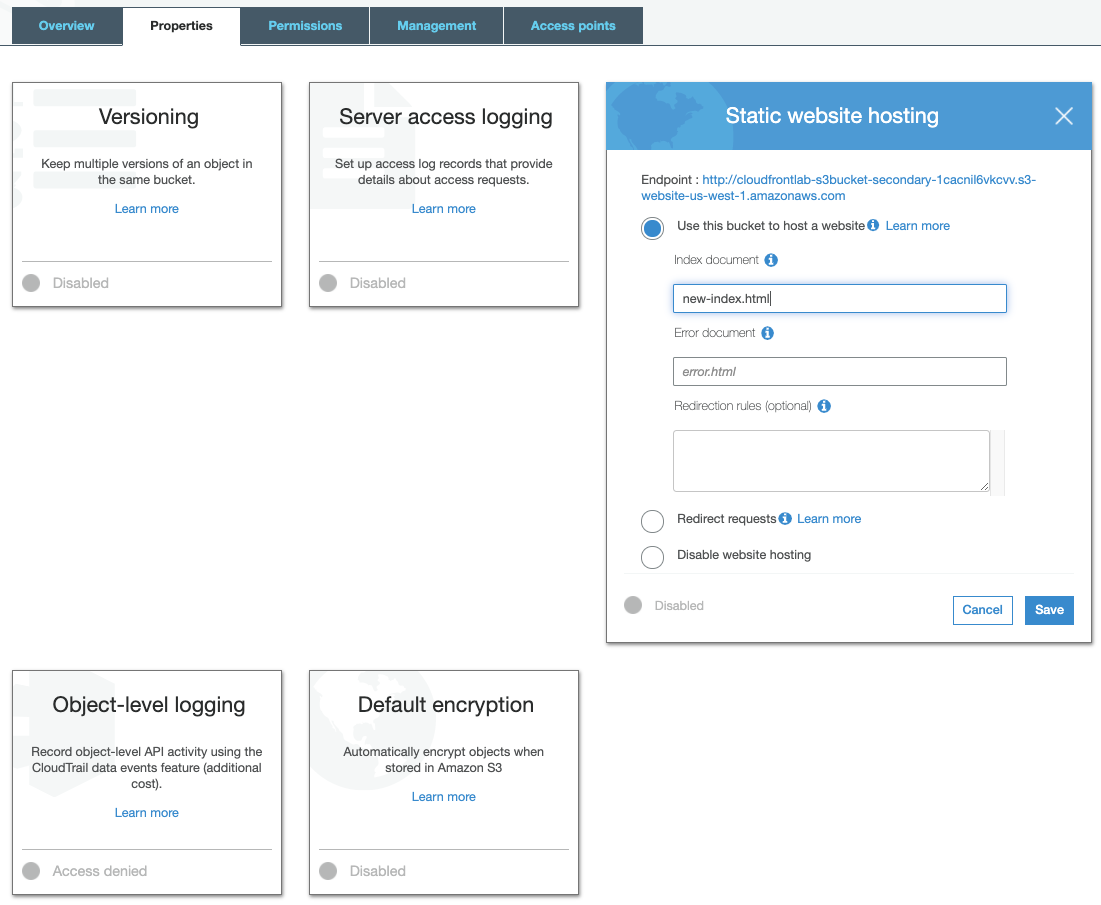 Overview
Properties
Permissions
Management
Access points
Versioning
Keep multiple versions of an object in
the same bucket.
Learn more
Disabled
Server access logging
Set up access log records that provide
details about access requests.
Learn more
Disabled
Static website hosting
Endpoint : http://cloudfrontlab-s3bucket-secondary-1cacnil6vkcvv.s3-
website-us-west-1.amazonaws.com
Use this bucket to host a website Learn more
Index document
new-index.html
Error document
error.html
Redirection rules (optional)
Redirect requests Learn more
Disable website hosting
Disabled
Cancel
Save
Object-level logging
Record object-level API activity using the
CloudTrail data events feature (additional
cost).
Learn more
Access denied
Default encryption
Automatically encrypt objects when
stored in Amazon S3
Learn more
Disabled